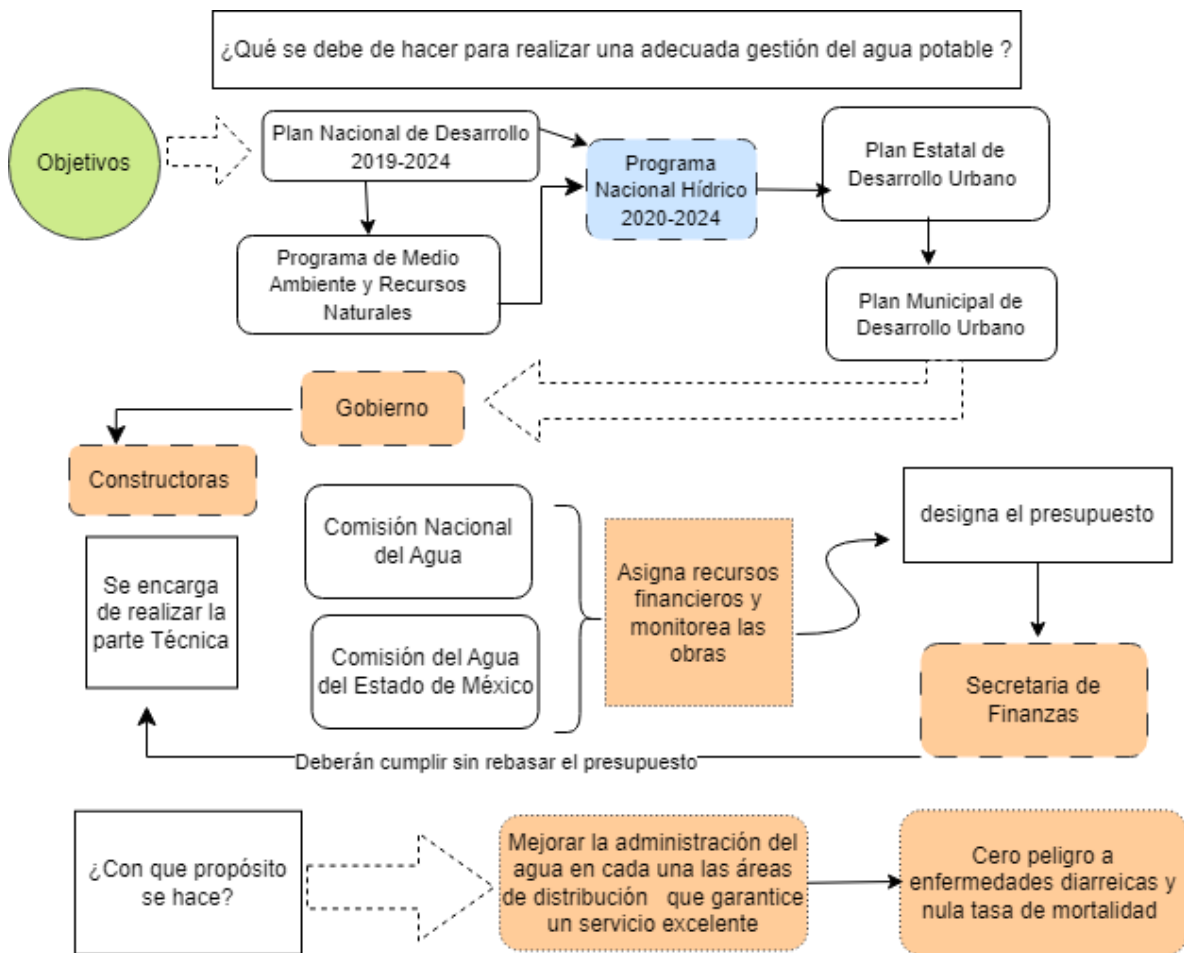 ¿Qué se debe de hacer para realizar una adecuada gestión del agua potable ?
Objetivos
Plan Nacional de Desarrollo
2019-2024
Programa
Nacional Hídrico
2020-2024
Plan Estatal de
Desarrollo Urbano
Programa de Medio
Ambiente y Recursos
Naturales
Plan Municipal de
Desarrollo Urbano
Gobierno
Constructoras
Se encarga
de realizar la
parte Técnica
Comisión Nacional
del Agua
Comisión del Agua
del Estado de México
Asigna recursos
financieros y
monitorea las
obras
designa el presupuesto
Secretaria de
Finanzas
Deberán cumplir sin rebasar el presupuesto
¿Con que propósito
se hace?
Mejorar la administración del
agua en cada una las áreas
de distribución que garantice
un servicio excelente
Cero peligro a
enfermedades diarreicas y
nula tasa de mortalidad